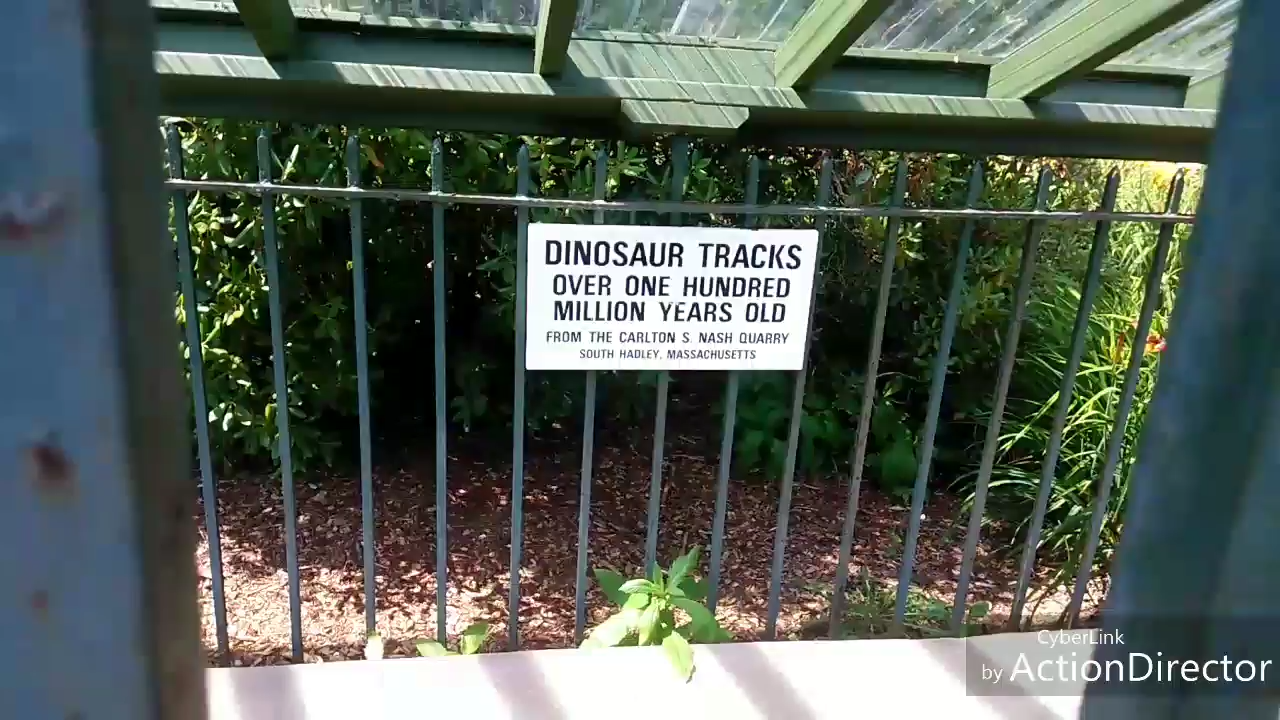 DINOSAUR TRACKS
OVER ONE HUNDRED
MILLION YEARS OLD
FROM THE CARLTON S. NASH QUARRY
SOUTH HADLEY, MASSACHUSETTS
CyberLink
by ActionDirector